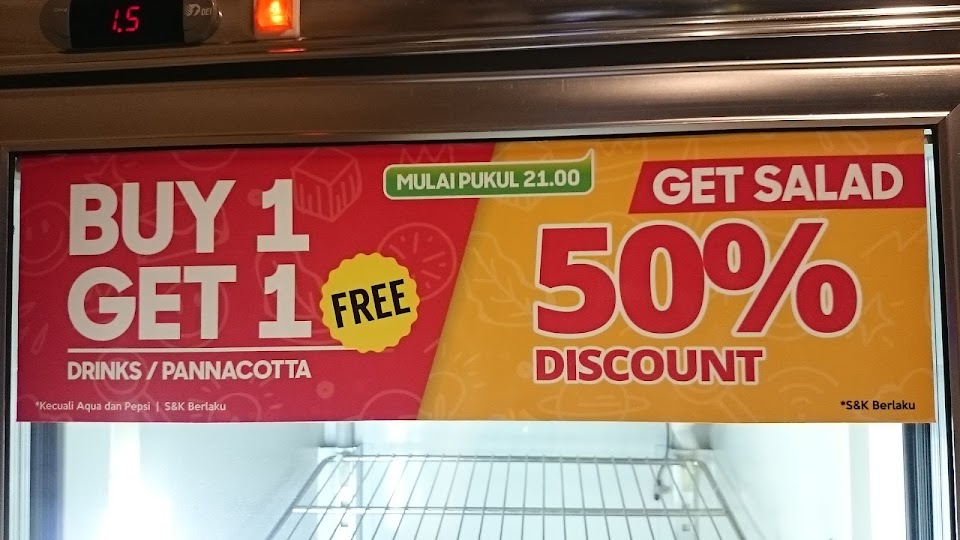 1.5
MULAI PUKUL 21.00
BUY 1
GET 1
FREE
DRINKS / PANNACOTTA
*Kecuali Aqua dan Pepsi | S&K Berlaku
GET SALAD
50%
DISCOUNT
*S&K Berlaku